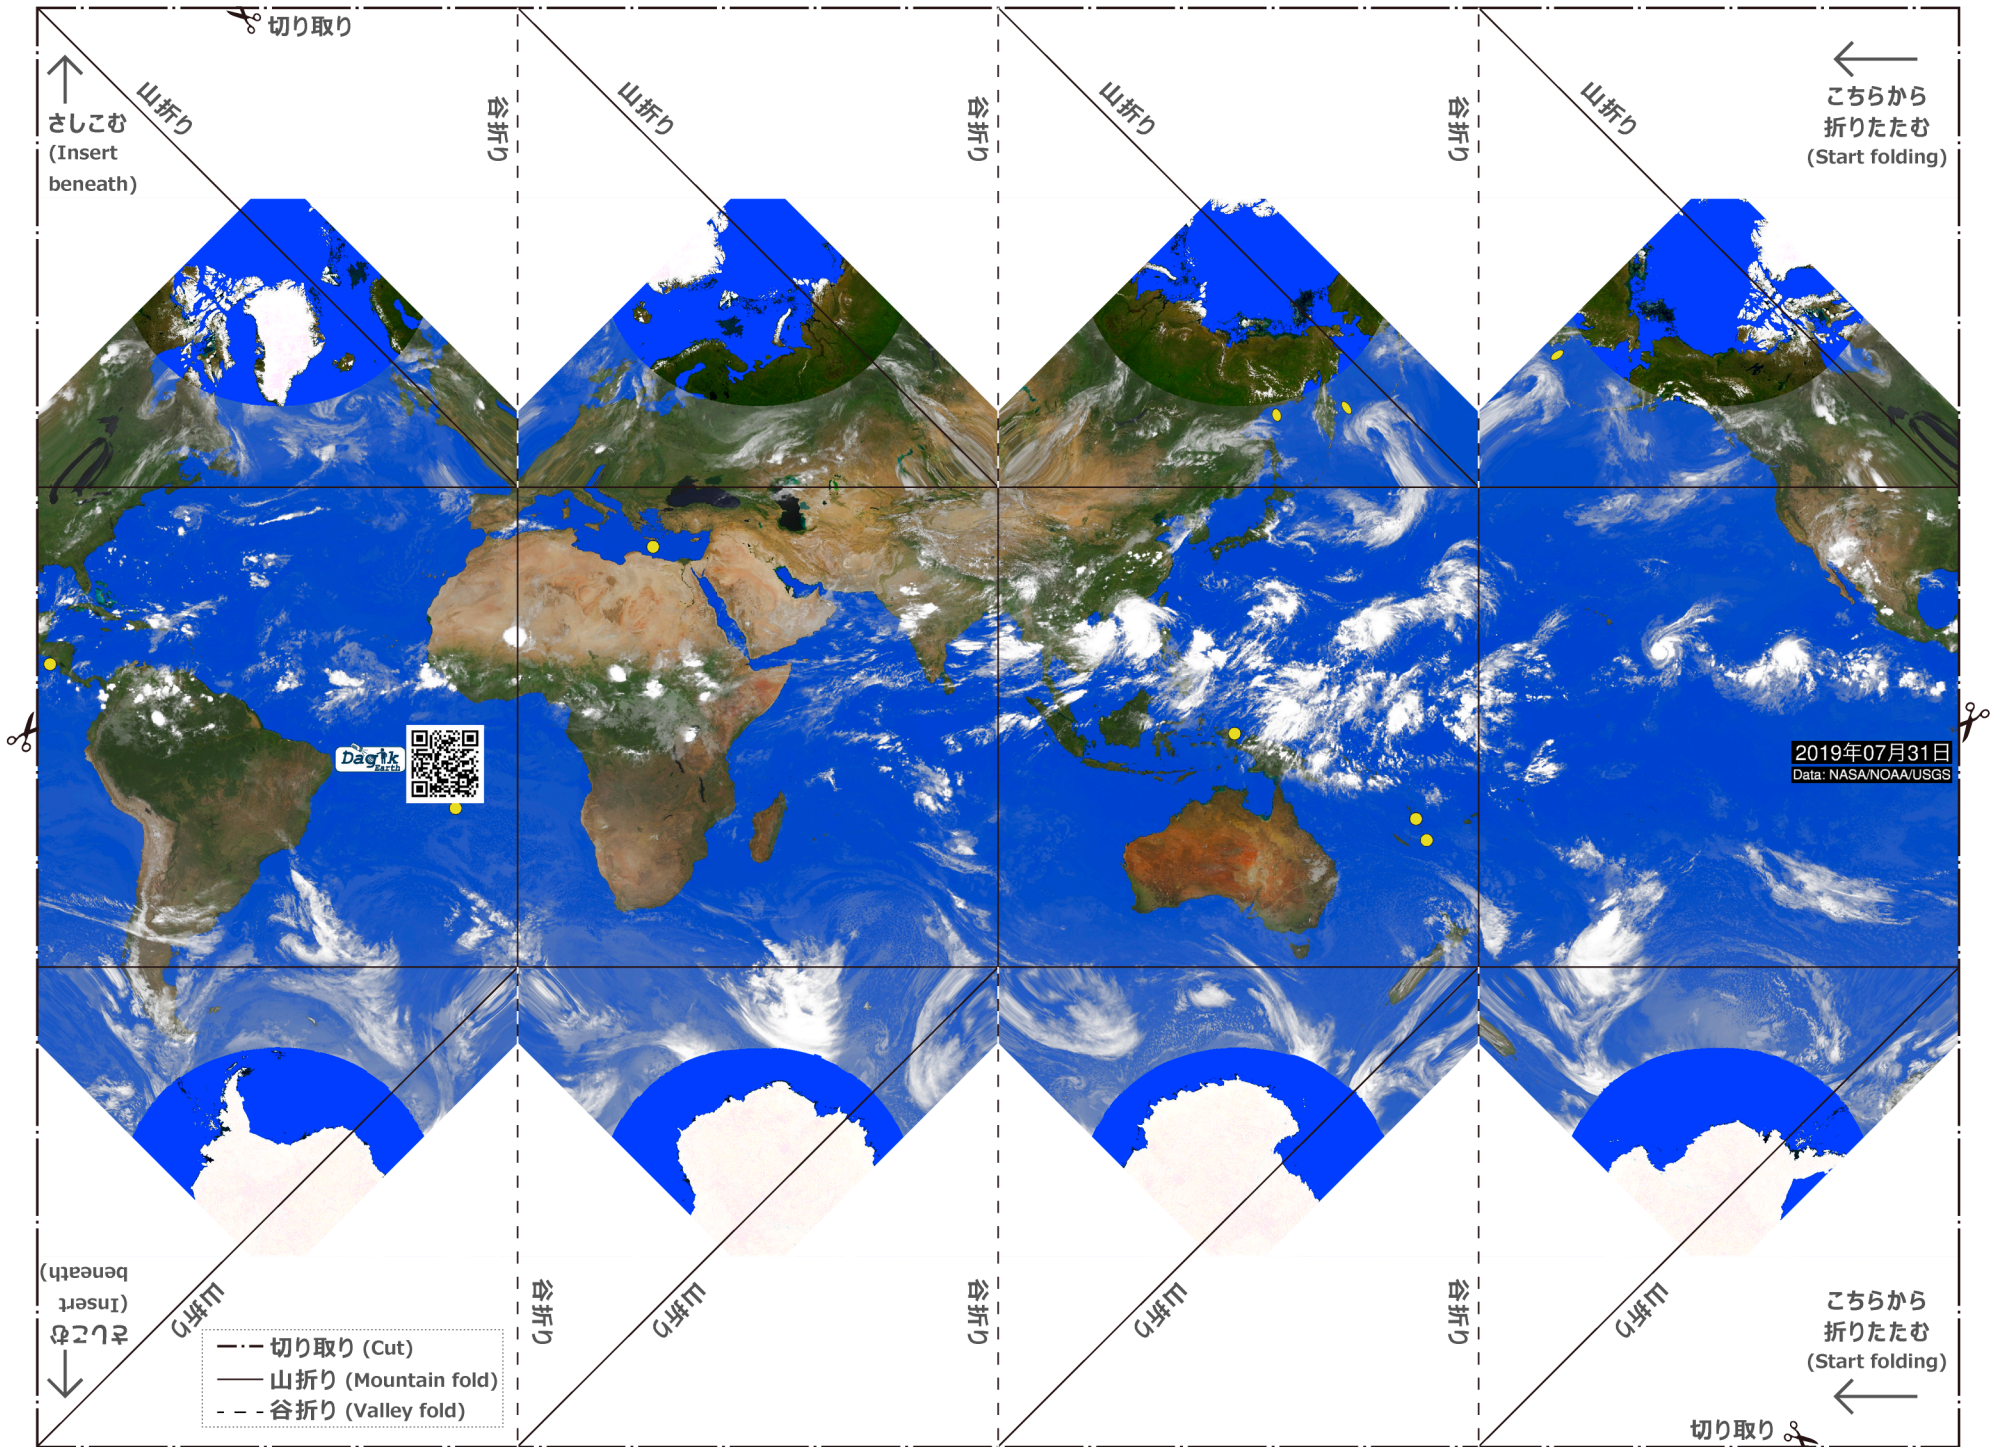 切り取り
さしこむ
(Insert
beneath)
山折り
谷折り
山折り
谷折り
山折り
谷折り
山折り
こちらから
折りたたむ
(Start folding)
Dagik
Earth
2019年07月31日
Data: NASA/NOAA/USGS
さしこむ
(Insert
beneath)
山折り
谷折り
山折り
谷折り
山折り
谷折り
山折り
こちらから
折りたたむ
(Start folding)
切り取り (Cut)
山折り (Mountain fold)
谷折り (Valley fold)
切り取り